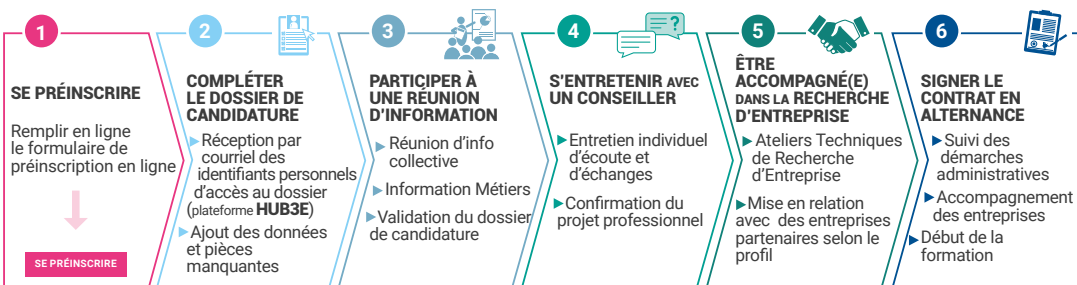 1
SE PRÉINSCRIRE
Remplir en ligne
le formulaire de
préinscription en ligne
SE PRÉINSCRIRE
2
COMPLÉTER
LE DOSSIER DE
CANDIDATURE
Réception par
courriel des
identifiants personnels
d'accès au dossier
(plateforme HUB3E)
Ajout des données
et pièces
manquantes
3
PARTICIPER À
UNE RÉUNION
D'INFORMATION
Réunion d'info
collective
Information Métiers
Validation du dossier
de candidature
4
?
S'ENTRETENIR AVEC
UN CONSEILLER
Entretien individuel
d'écoute et
d'échanges
Confirmation du
projet professionnel
5
ÊTRE
ACCOMPAGNÉ(E)
DANS LA RECHERCHE
D'ENTREPRISE
Ateliers Techniques
de Recherche
d'Entreprise
Mise en relation
avec des entreprises
partenaires selon le
profil
6
SIGNER LE
CONTRAT EN
ALTERNANCE
Suivi des
démarches
administratives
Accompagnement
des entreprises
Début de la
formation